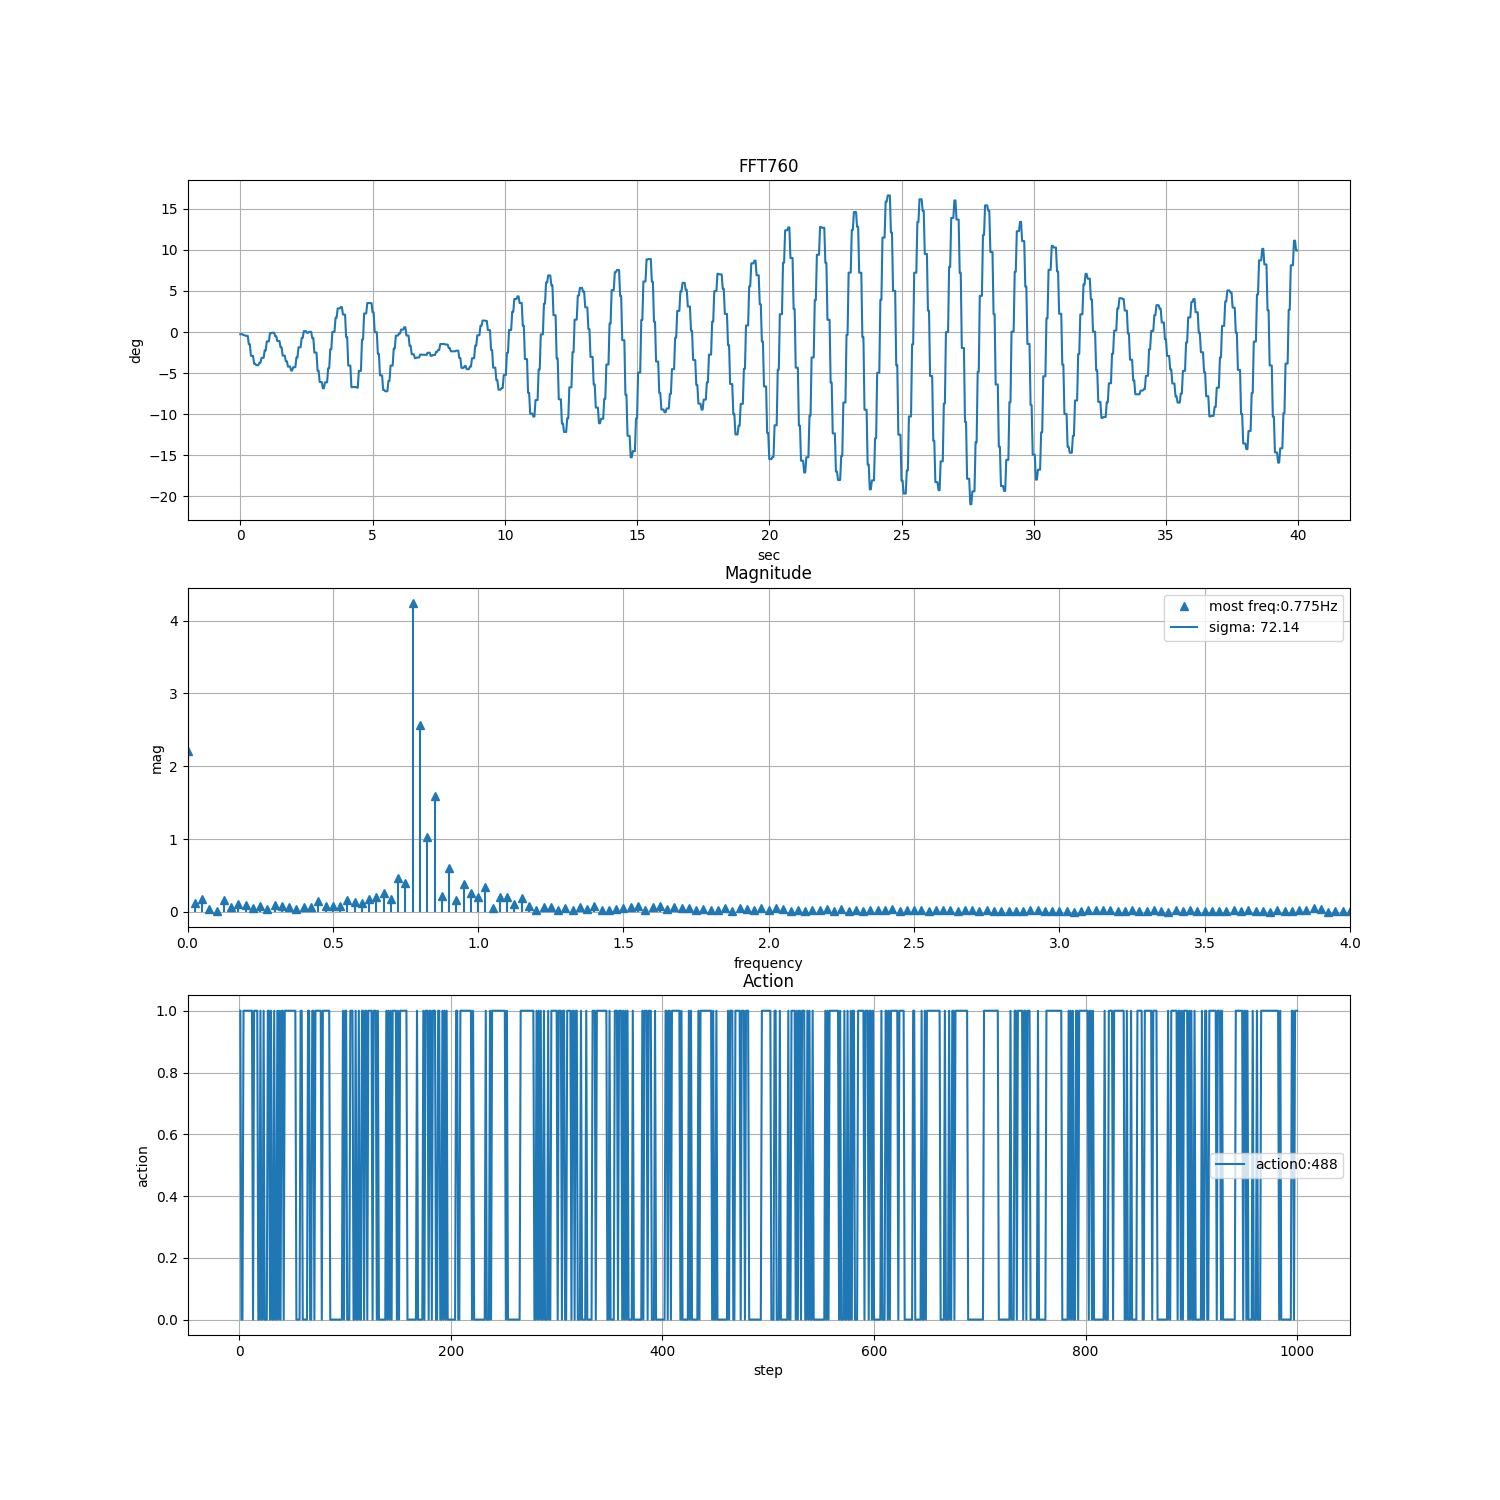 FFT760
15
10
5
0
−5
−10
−15
−20
deg
0 5 10 15 20 25 30 35 40
sec
Magnitude
most freq:0.775Hz
sigma: 72.14
4
3
2
1
0
mag
0.0 0.5 1.0 1.5 2.0 2.5 3.0 3.5 4.0
frequency
Action
1.0
0.8
0.6
0.4
0.2
0.0
action
action0:488
0 200 400 600 800 1000
step